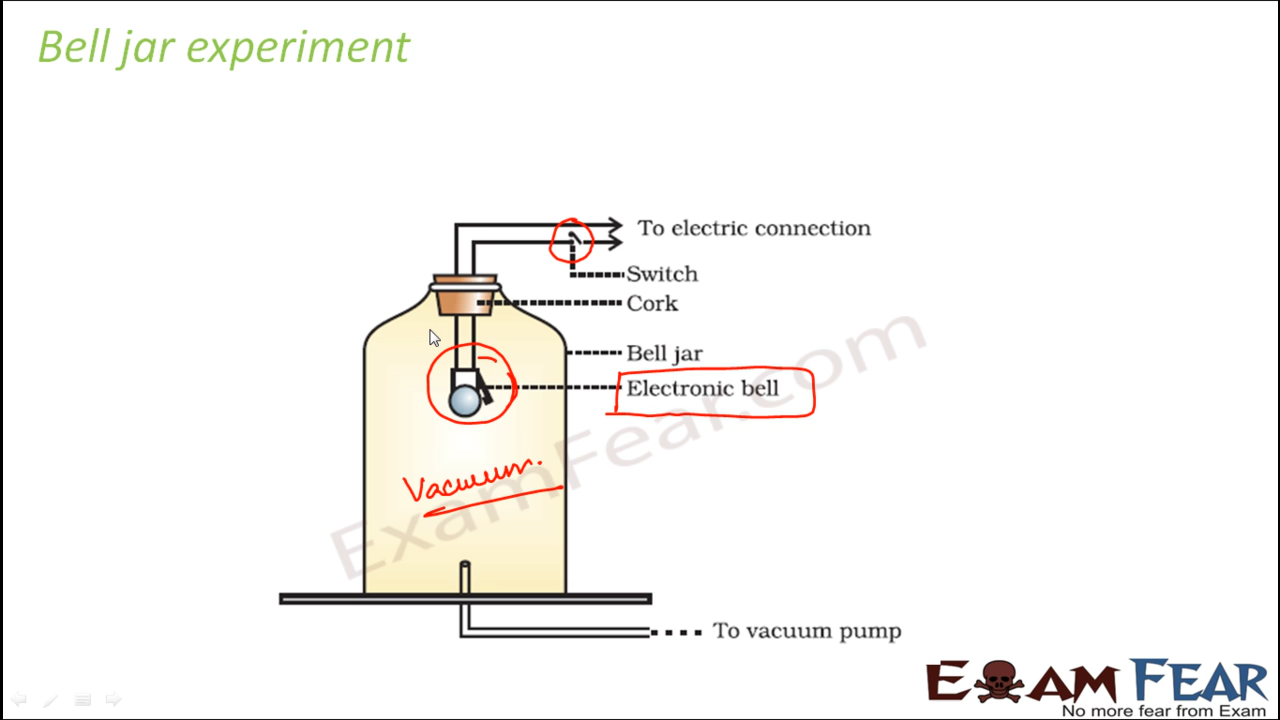 Bell jar experiment
To electric connection
Switch
Cork
Bell jar
Electronic bell
Vacuum.
ExamFear.com
To vacuum pump
EXAM FEAR
No more fear from Exam